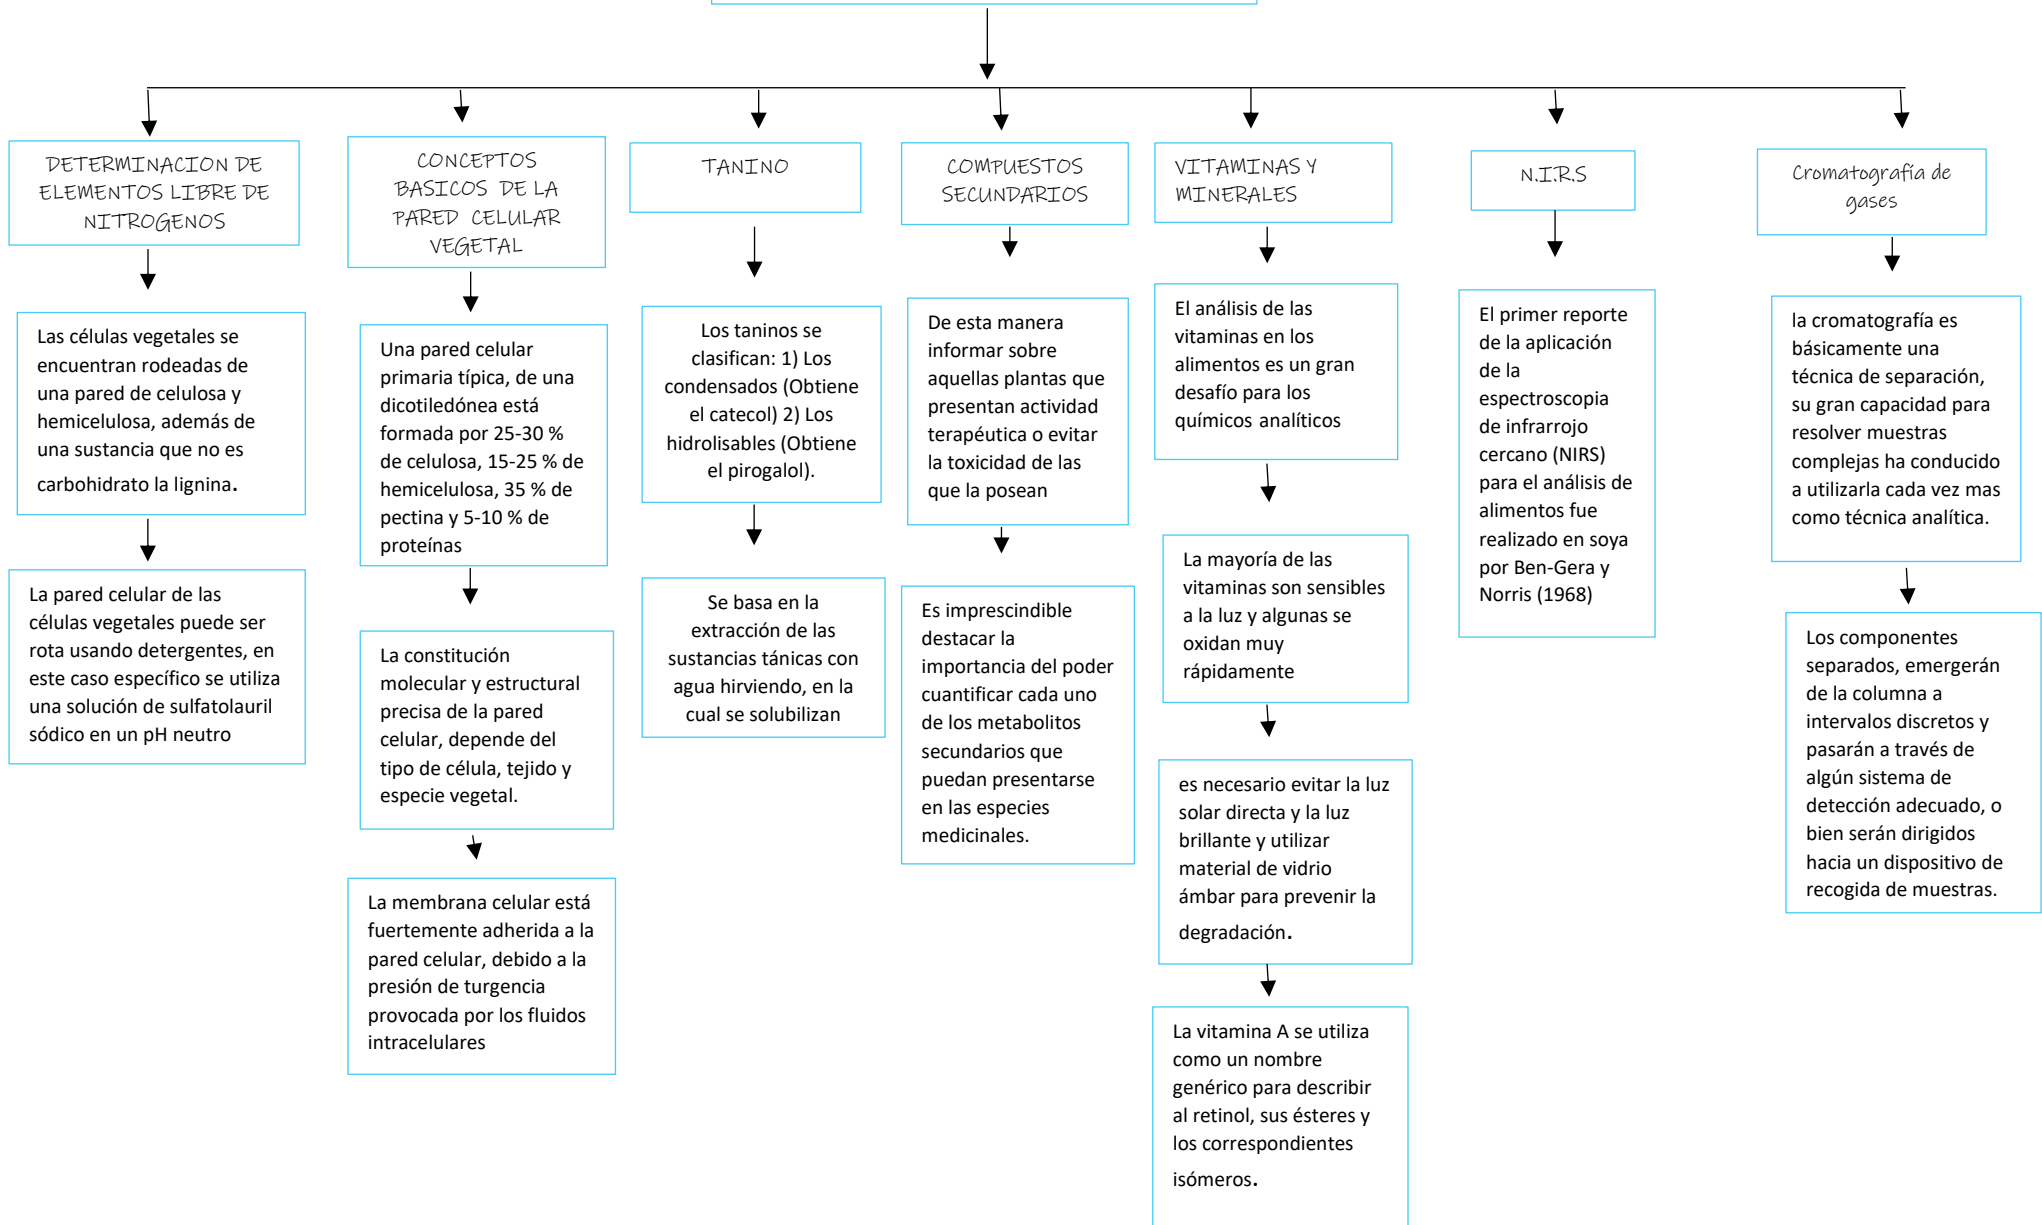 DETERMINACION DE
ELEMENTOS LIBRE DE
NITROGENOS
Las células vegetales se
encuentran rodeadas de
una pared de celulosa y
hemicelulosa, además de
una sustancia que no es
carbohidrato la lignina.
La pared celular de las
células vegetales puede ser
rota usando detergentes, en
este caso específico se utiliza
una solución de sulfatolauril
sódico en un pH neutro
CONCEPTOS
BASICOS DE LA
PARED CELULAR
VEGETAL
Una pared celular
primaria típica, de una
dicotiledónea está
formada por 25-30 %
de celulosa, 15-25 % de
hemicelulosa, 35 % de
pectina y 5-10 % de
proteínas
La constitución
molecular y estructural
precisa de la pared
celular, depende del
tipo de célula, tejido y
especie vegetal.
La membrana celular está
fuertemente adherida a la
pared celular, debido a la
presión de turgencia
provocada por los fluidos
intracelulares
TANINO
Los taninos se
clasifican: 1) Los
condensados (Obtiene
el catecol) 2) Los
hidrolisables (Obtiene
el pirogalol).
Se basa en la
extracción de las
sustancias tánicas con
agua hirviendo, en la
cual se solubilizan
COMPUESTOS
SECUNDARIOS
De esta manera
informar sobre
aquellas plantas que
presentan actividad
terapéutica o evitar
la toxicidad de las
que la posean
Es imprescindible
destacar la
importancia del poder
cuantificar cada uno
de los metabolitos
secundarios que
puedan presentarse
en las especies
medicinales.
VITAMINAS Y
MINERALES
El análisis de las
vitaminas en los
alimentos es un gran
desafío para los
químicos analíticos
La mayoría de las
vitaminas son sensibles
a la luz y algunas se
oxidan muy
rápidamente
es necesario evitar la luz
solar directa y la luz
brillante y utilizar
material de vidrio
ámbar para prevenir la
degradación.
La vitamina A se utiliza
como un nombre
genérico para describir
al retinol, sus ésteres y
los correspondientes
isómeros.
N.I.R.S
El primer reporte
de la aplicación
de la
espectroscopia
de infrarrojo
cercano (NIRS)
para el análisis de
alimentos fue
realizado en soya
por Ben-Gera y
Norris (1968)
Cromatografía de
gases
la cromatografía es
básicamente una
técnica de separación,
su gran capacidad para
resolver muestras
complejas ha conducido
a utilizarla cada vez mas
como técnica analítica.
Los componentes
separados, emergerán
de la columna a
intervalos discretos y
pasarán a través de
algún sistema de
detección adecuado, o
bien serán dirigidos
hacia un dispositivo de
recogida de muestras.